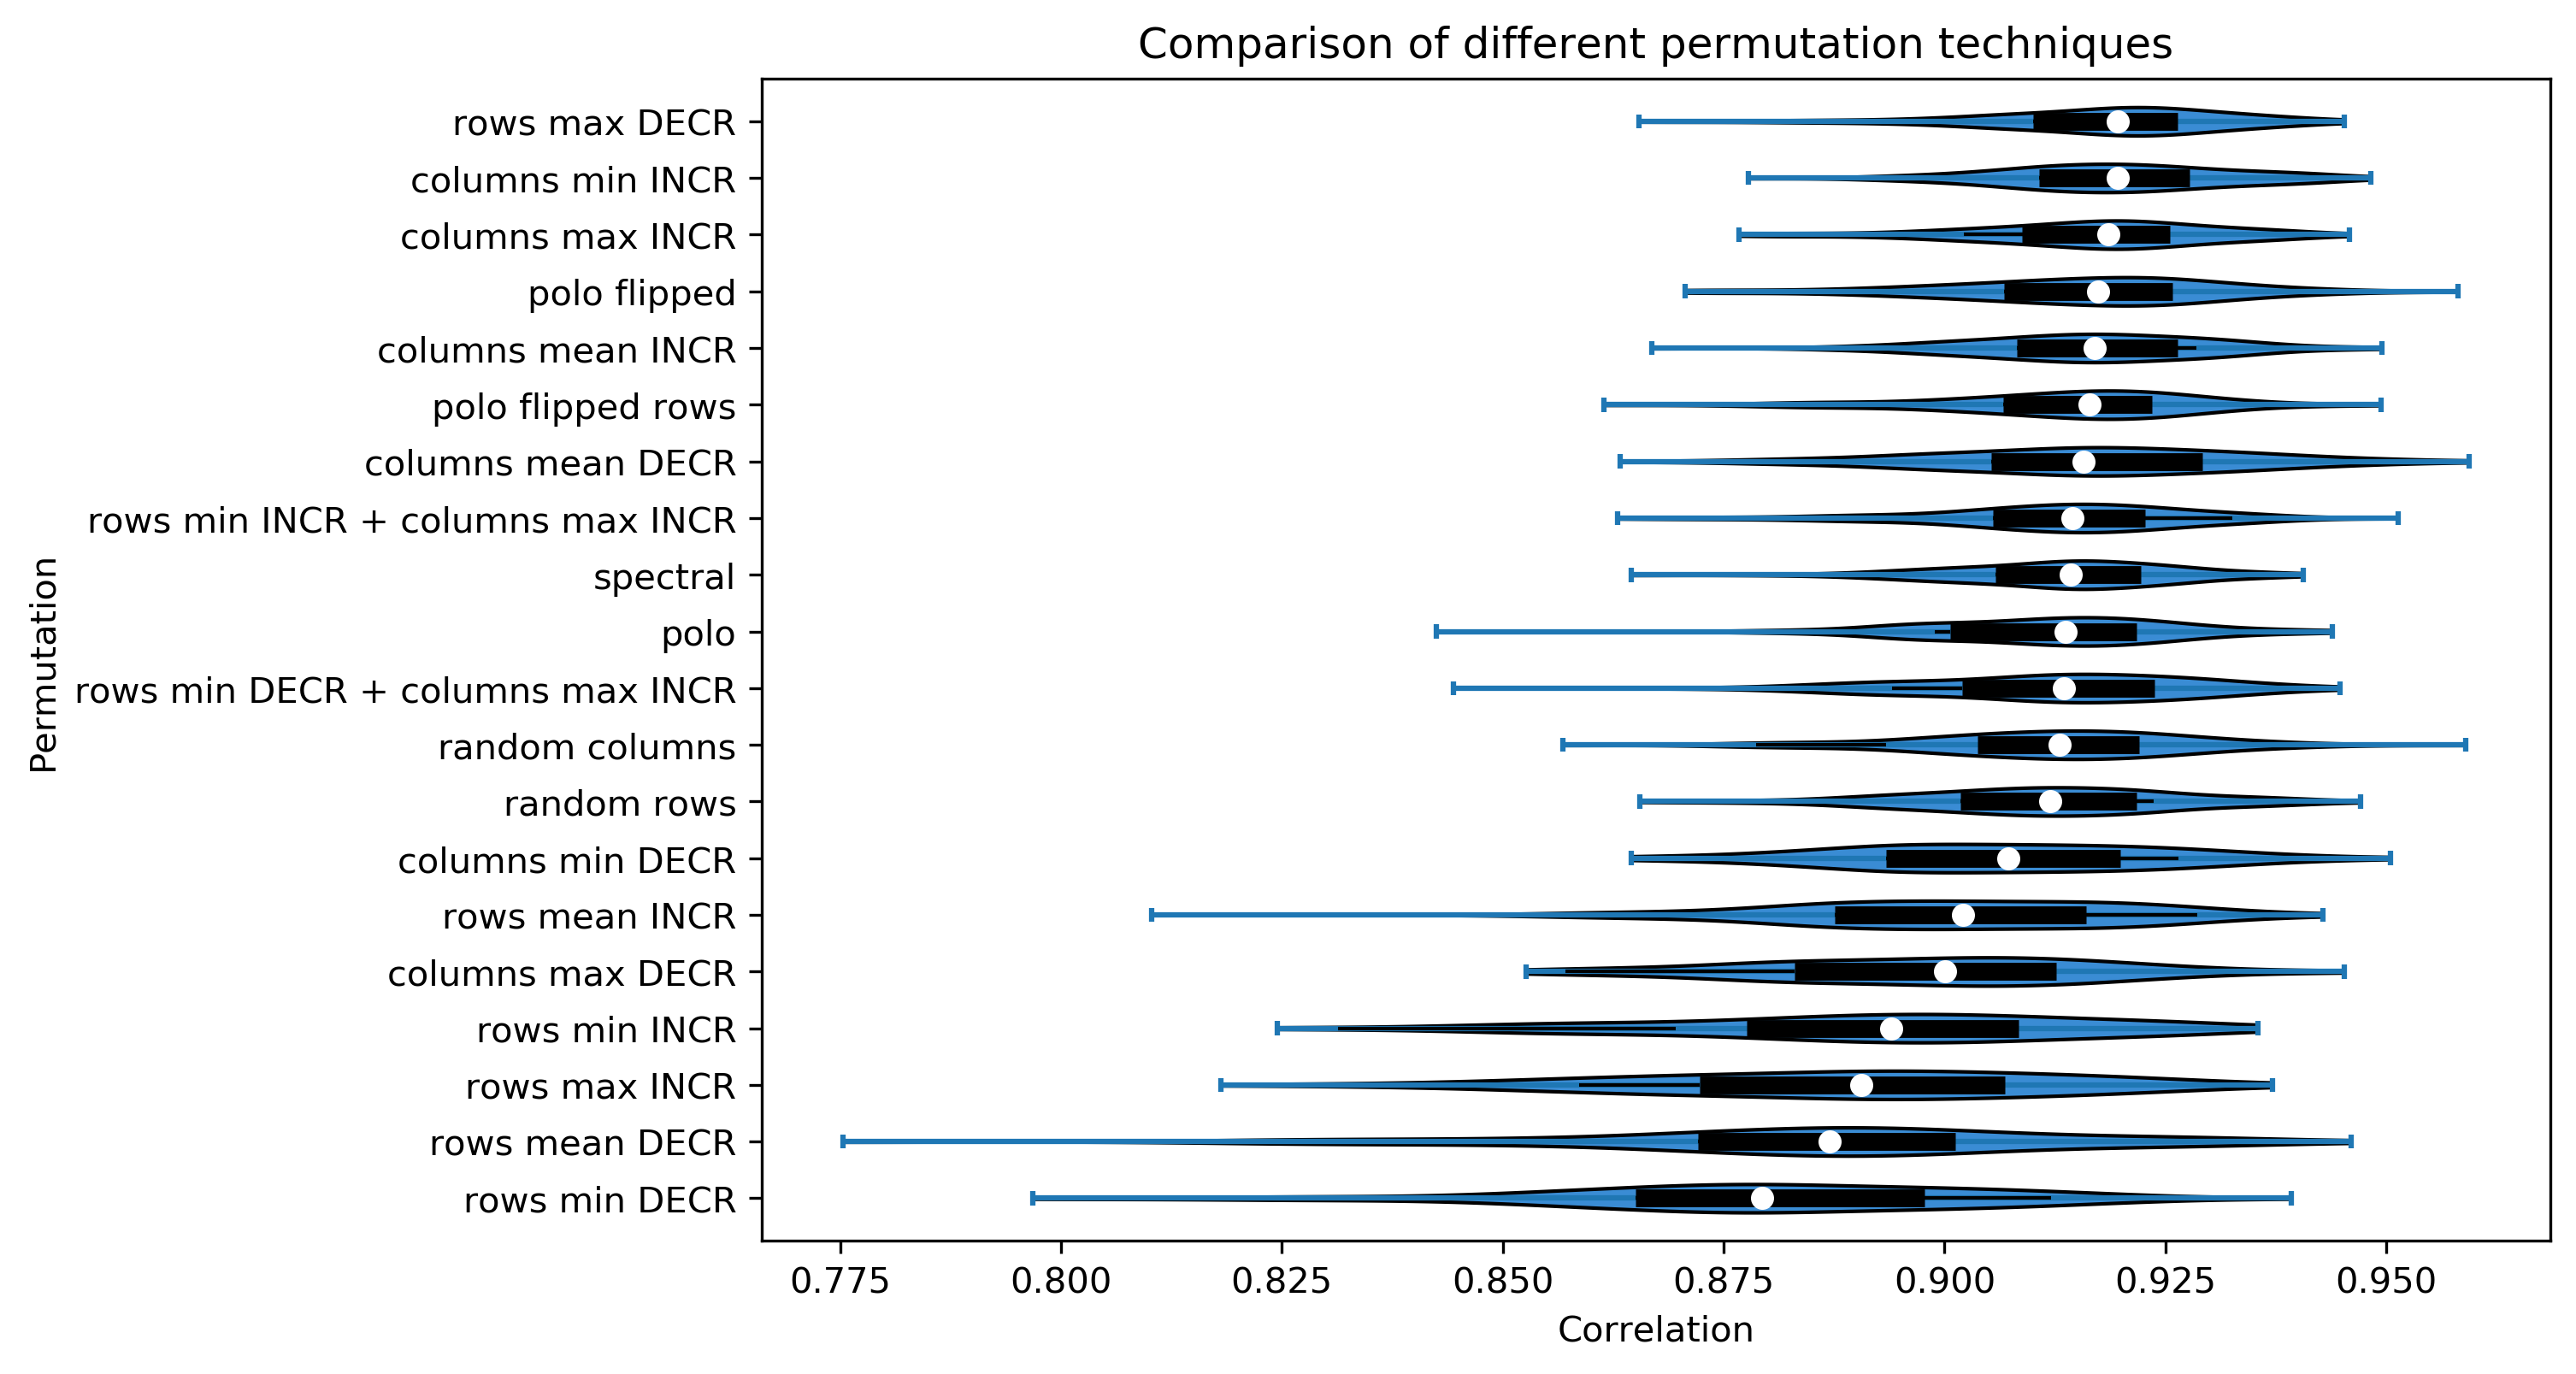 Comparison of different permutation techniques
Permutation
rows max DECR
columns min INCR
columns max INCR
polo flipped
columns mean INCR
polo flipped rows
columns mean DECR
rows min INCR + columns max INCR
spectral
polo
rows min DECR + columns max INCR
random columns
random rows
columns min DECR
rows mean INCR
columns max DECR
rows min INCR
rows max INCR
rows mean DECR
rows min DECR
0.775 0.800 0.825 0.850 0.875 0.900 0.925 0.950
Correlation